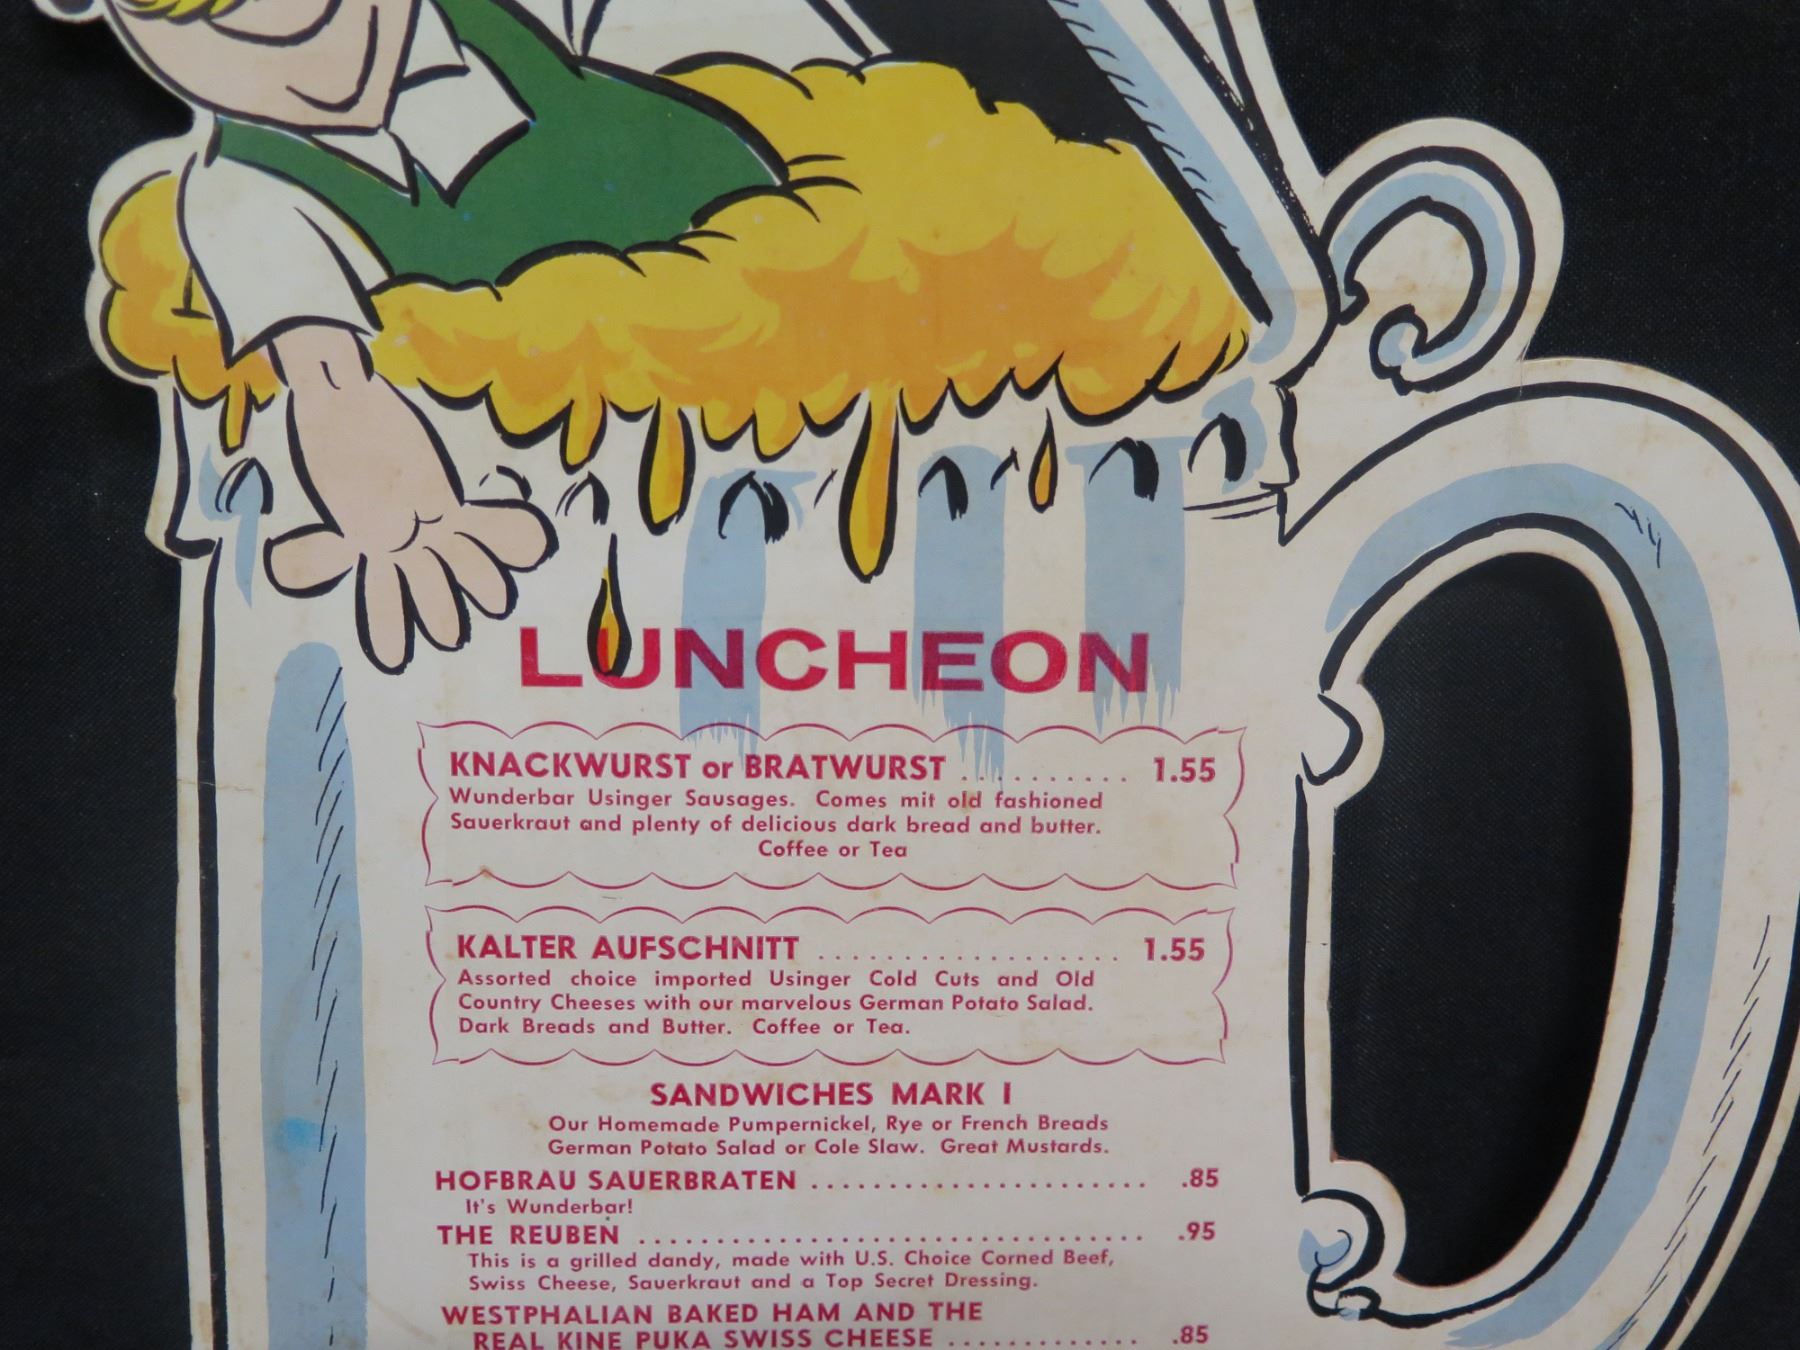 LUNCHEON
KNACKWURST or BRATWURST .......... 1.55
Wunderbar Usinger Sausages. Comes mit old fashioned
Sauerkraut and plenty of delicious dark bread and butter.
Coffee or Tea
KALTER AUFSCHNITT .................. 1.55
Assorted choice imported Usinger Cold Cuts and Old
Country Cheeses with our marvelous German Potato Salad.
Dark Breads and Butter. Coffee or Tea.
SANDWICHES MARK I
Our Homemade Pumpernickel, Rye or French Breads
German Potato Salad or Cole Slaw. Great Mustards.
HOFBRAU SAUERBRATEN ...................... .85
It's Wunderbar!
THE REUBEN ................................... .95
This is a grilled dandy, made with U.S. Choice Corned Beef,
Swiss Cheese, Sauerkraut and a Top Secret Dressing.
WESTPHALIAN BAKED HAM AND THE
REAL KINE PUKA SWISS CHEESE ............. .85